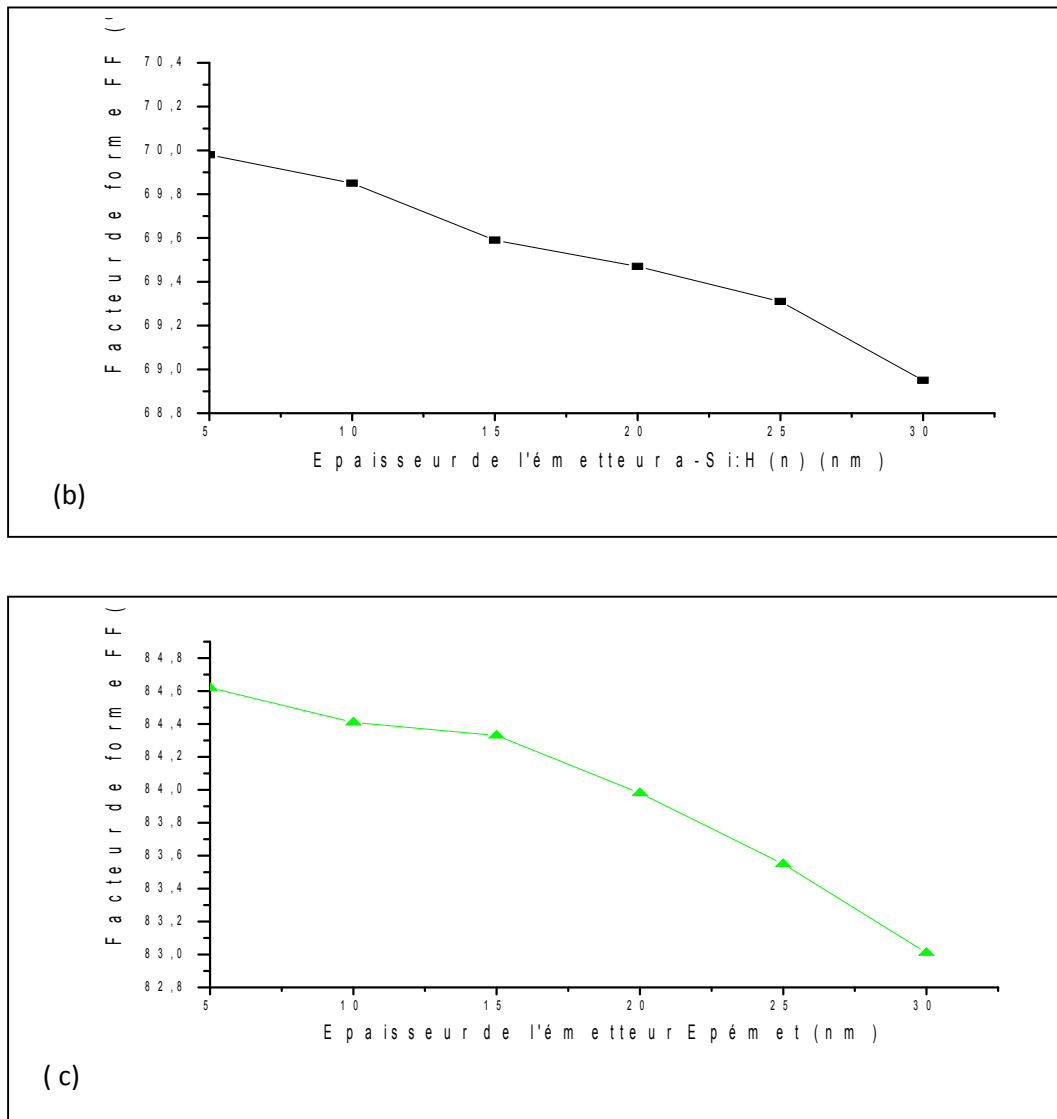 Facteur de forme FF (
70,4
70,2
70,0
69,8
69,6
69,4
69,2
69,0
68,8
5 10 15 20 25 30
Epaisseur de l'émetteur a-Si:H (n) (nm)
(b)
Facteur de forme FF (
84,8
84,6
84,4
84,2
84,0
83,8
83,6
83,4
83,2
83,0
82,8
5 10 15 20 25 30
Epaisseur de l'émetteur Epémet (nm)
( c)